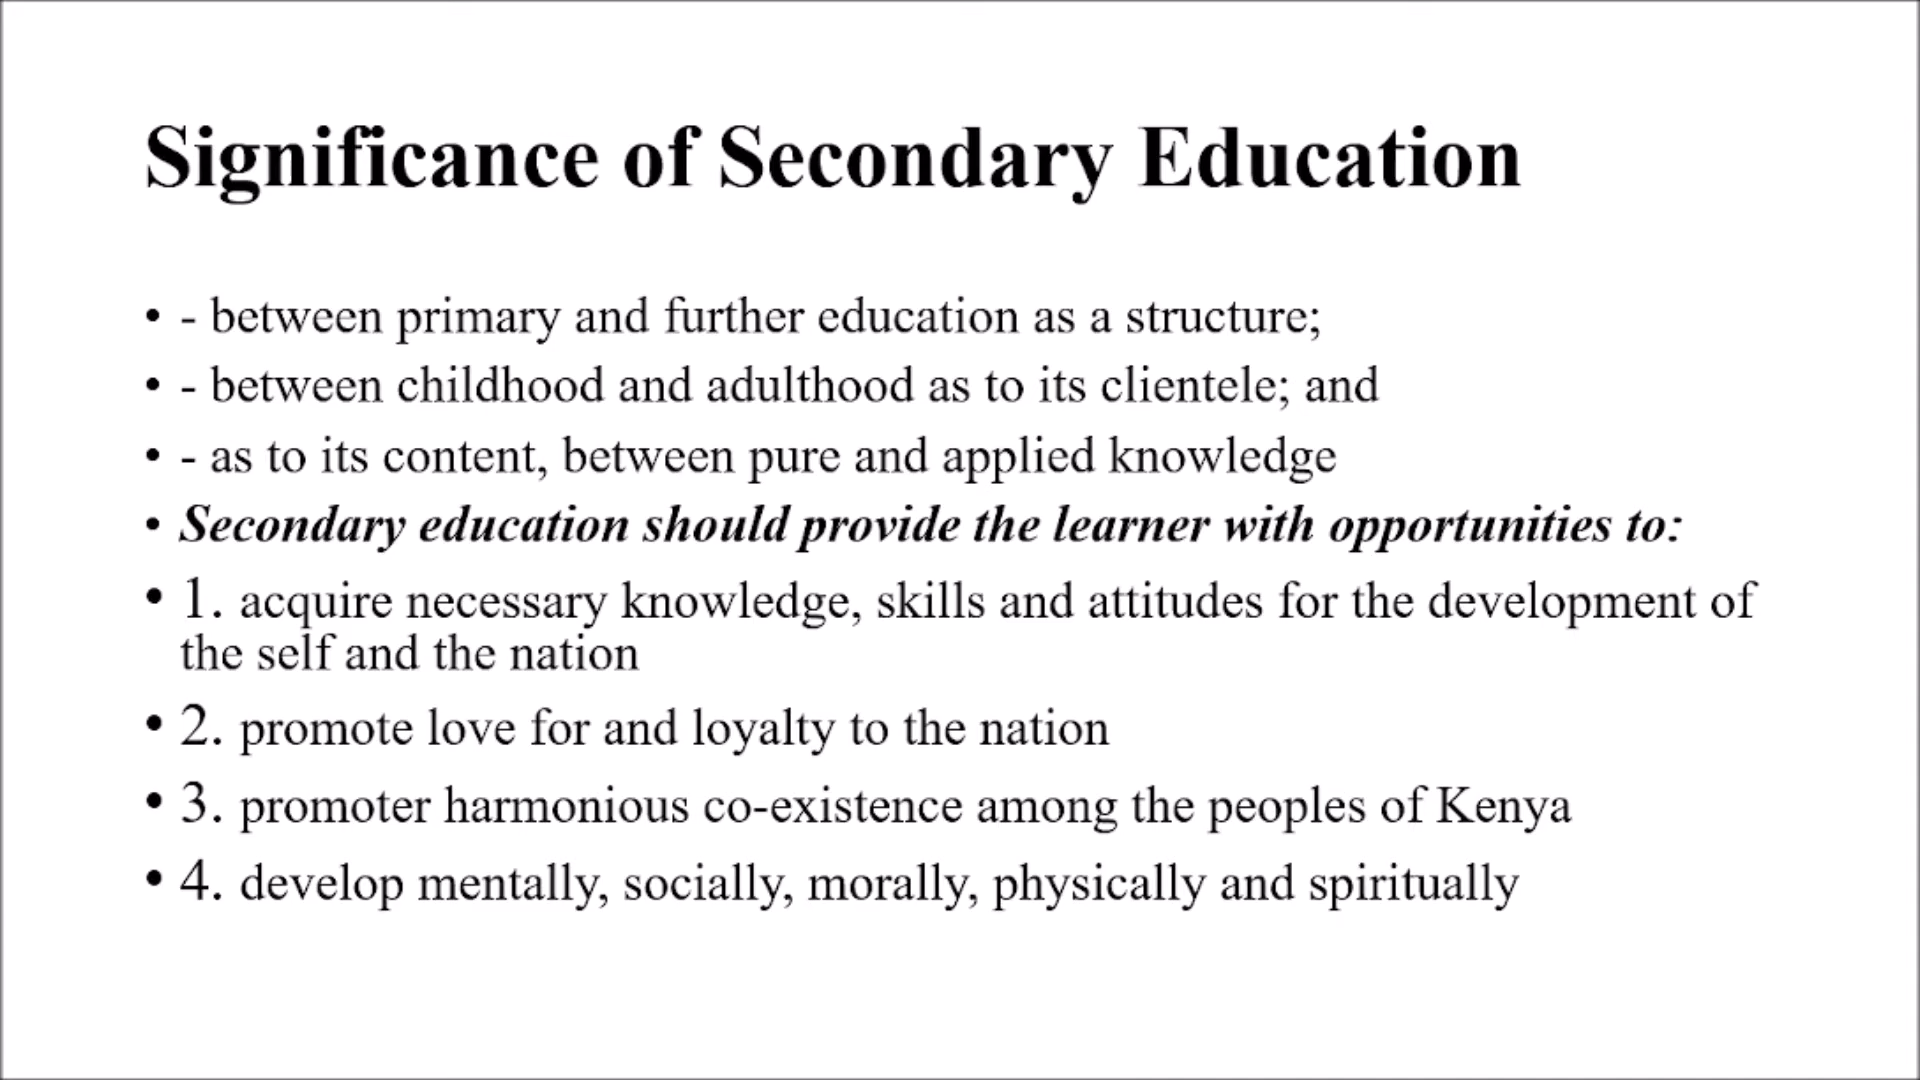 Significance of Secondary Education
• - between primary and further education as a structure;
• - between childhood and adulthood as to its clientele; and
• - as to its content, between pure and applied knowledge
• Secondary education should provide the learner with opportunities to:
• 1. acquire necessary knowledge, skills and attitudes for the development of
the self and the nation
• 2. promote love for and loyalty to the nation
• 3. promoter harmonious co-existence among the peoples of Kenya
• 4. develop mentally, socially, morally, physically and spiritually